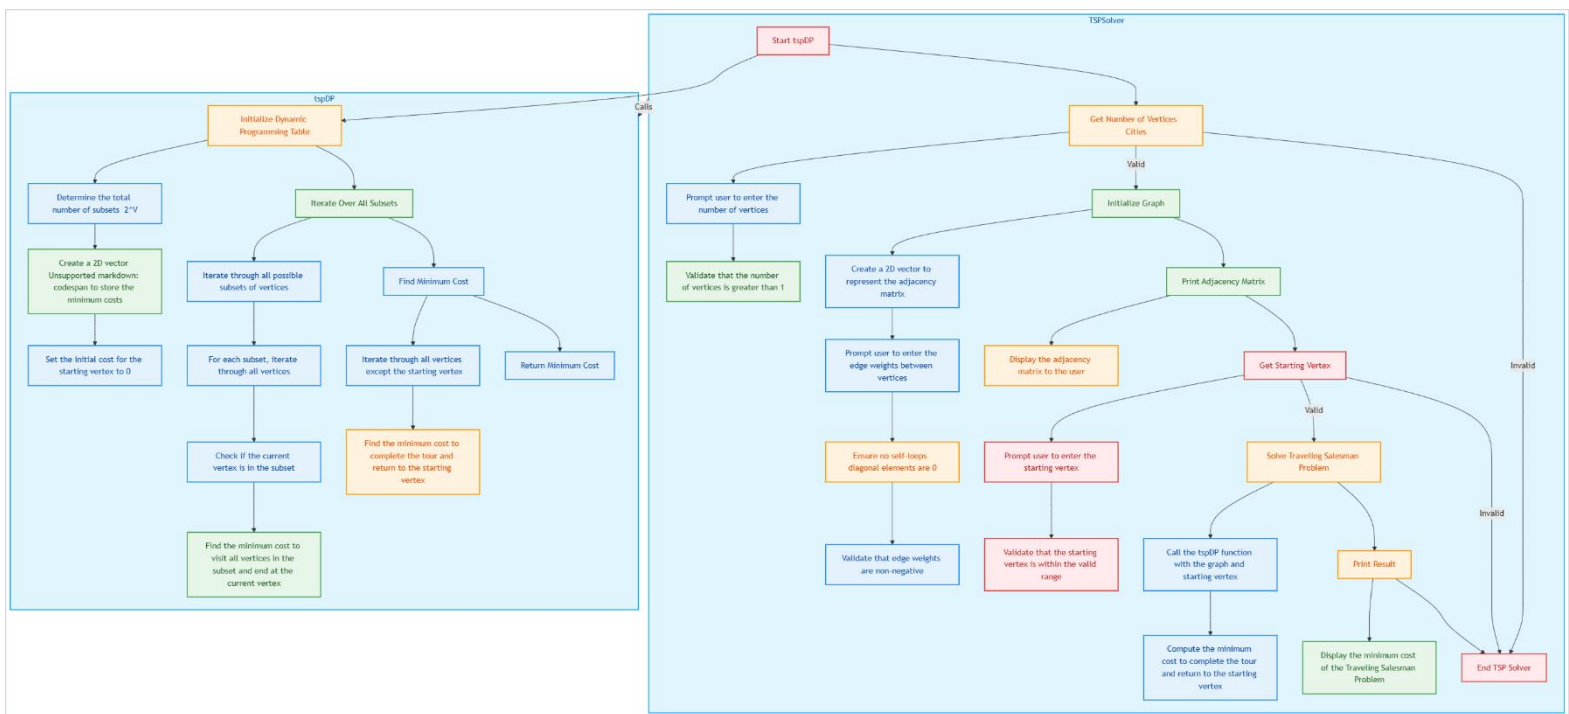 TSPSolver
Start tspDP
Calls
tspDP
Initialize Dynamic
Programming Table
Determine the total
number of subsets 2^V
Create a 2D vector
Unsupported markdown:
codespan to store the
minimum costs
Set the initial cost for the
starting vertex to 0
Iterate Over All Subsets
Iterate through all possible
subsets of vertices
For each subset, iterate
through all vertices
Check if the current
vertex is in the subset
Find the minimum cost to
visit all vertices in the
subset and end at the
current vertex
Find Minimum Cost
Iterate through all vertices
except the starting vertex
Find the minimum cost to
complete the tour and
return to the starting
vertex
Return Minimum Cost
Get Number of Vertices
Cities
Prompt user to enter the
number of vertices
Validate that the number
of vertices is greater than 1
Valid
Initialize Graph
Create a 2D vector to
represent the adjacency
matrix
Prompt user to enter the
edge weights between
vertices
Ensure no self-loops
diagonal elements are 0
Validate that edge weights
are non-negative
Print Adjacency Matrix
Display the adjacency
matrix to the user
Get Starting Vertex
Prompt user to enter the
starting vertex
Validate that the starting
vertex is within the valid
range
Valid
Solve Traveling Salesman
Problem
Call the tspDP function
with the graph and
starting vertex
Compute the minimum
cost to complete the tour
and return to the starting
vertex
Print Result
Display the minimum cost
of the Traveling Salesman
Problem
Invalid
Invalid
End TSP Solver